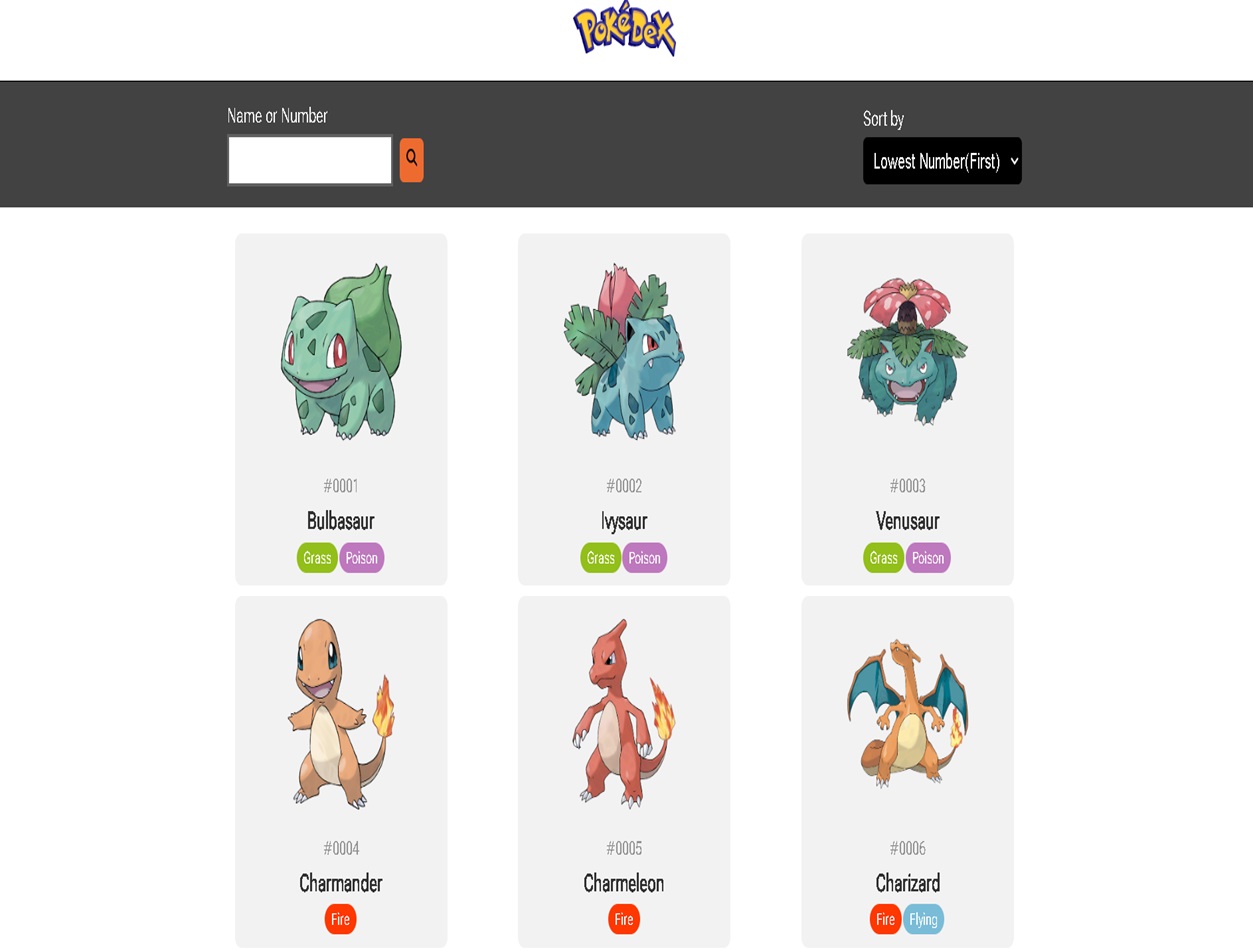 PokéDex
Name or Number
Sort by
Lowest Number(First)
#0001
Bulbasaur
Grass Poison
#0002
Ivysaur
Grass Poison
#0003
Venusaur
Grass Poison
#0004
Charmander
Fire
#0005
Charmeleon
Fire
#0006
Charizard
Fire Flying